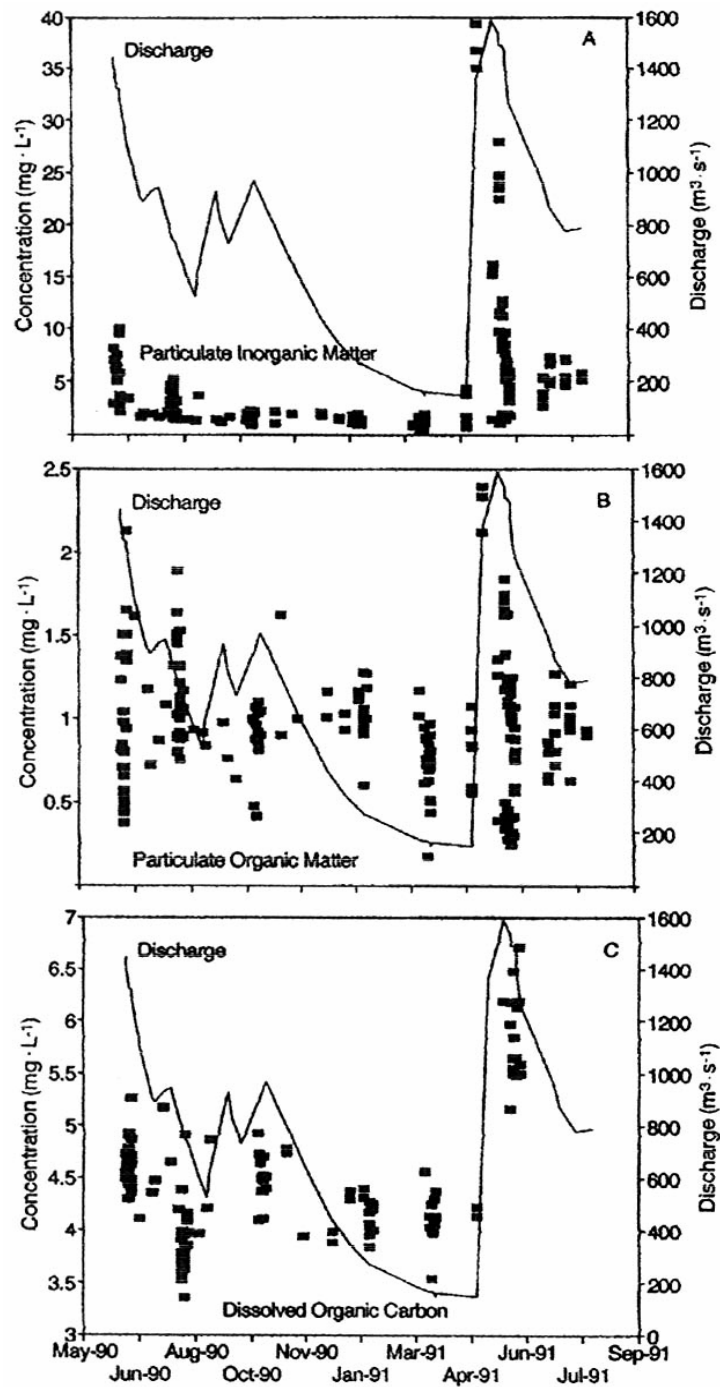 40
1600
A
Discharge
35
1400
30
1200
25
1000
20
800
15
600
10
Particulate Inorganic Matter
400
5
200
Concentration (mg · L-1)
Discharge (m3·s-1)
2.5
1600
Discharge
B
2
1400
1200
1.5
1000
800
1
600
0.5
400
Particulate Organic Matter
200
Concentration (mg · L-1)
Discharge (m3·s-1)
7
1600
Discharge
C
6.5
1400
6
1200
5.5
1000
5
800
4.5
600
4
400
3.5
Dissolved Organic Carbon
200
3
0
Concentration (mg · L-1)
Discharge (m3·s-1)
May-90 Aug-90 Nov-90 Mar-91 Jun-91 Sep-91
Jun-90 Oct-90 Jan-91 Apr-91 Jul-91